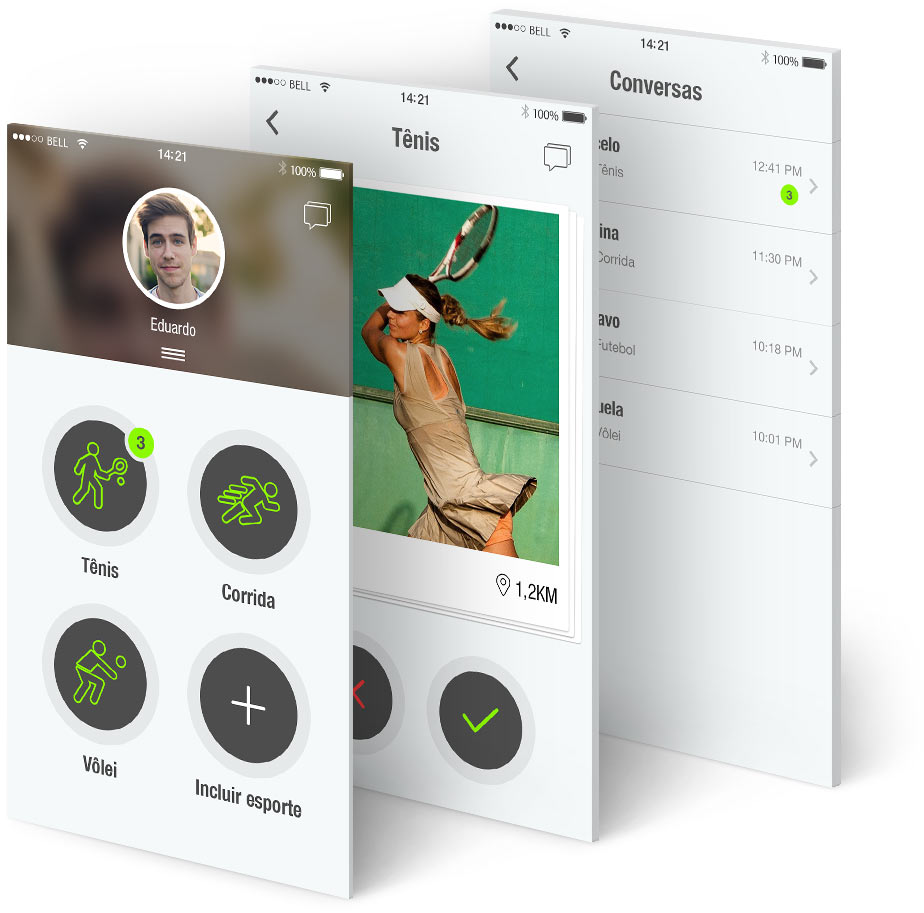 BELL
14:21
100%
Eduardo
3
Tênis
Corrida
Vôlei
Incluir esporte
BELL
14:21
100%
Tênis
1,2KM
BELL
14:21
100%
Conversas
celo
12:41 PM
Tênis
3
ina
11:30 PM
Corrida
avo
10:18 PM
Futebol
uela
10:01 PM
Vôlei